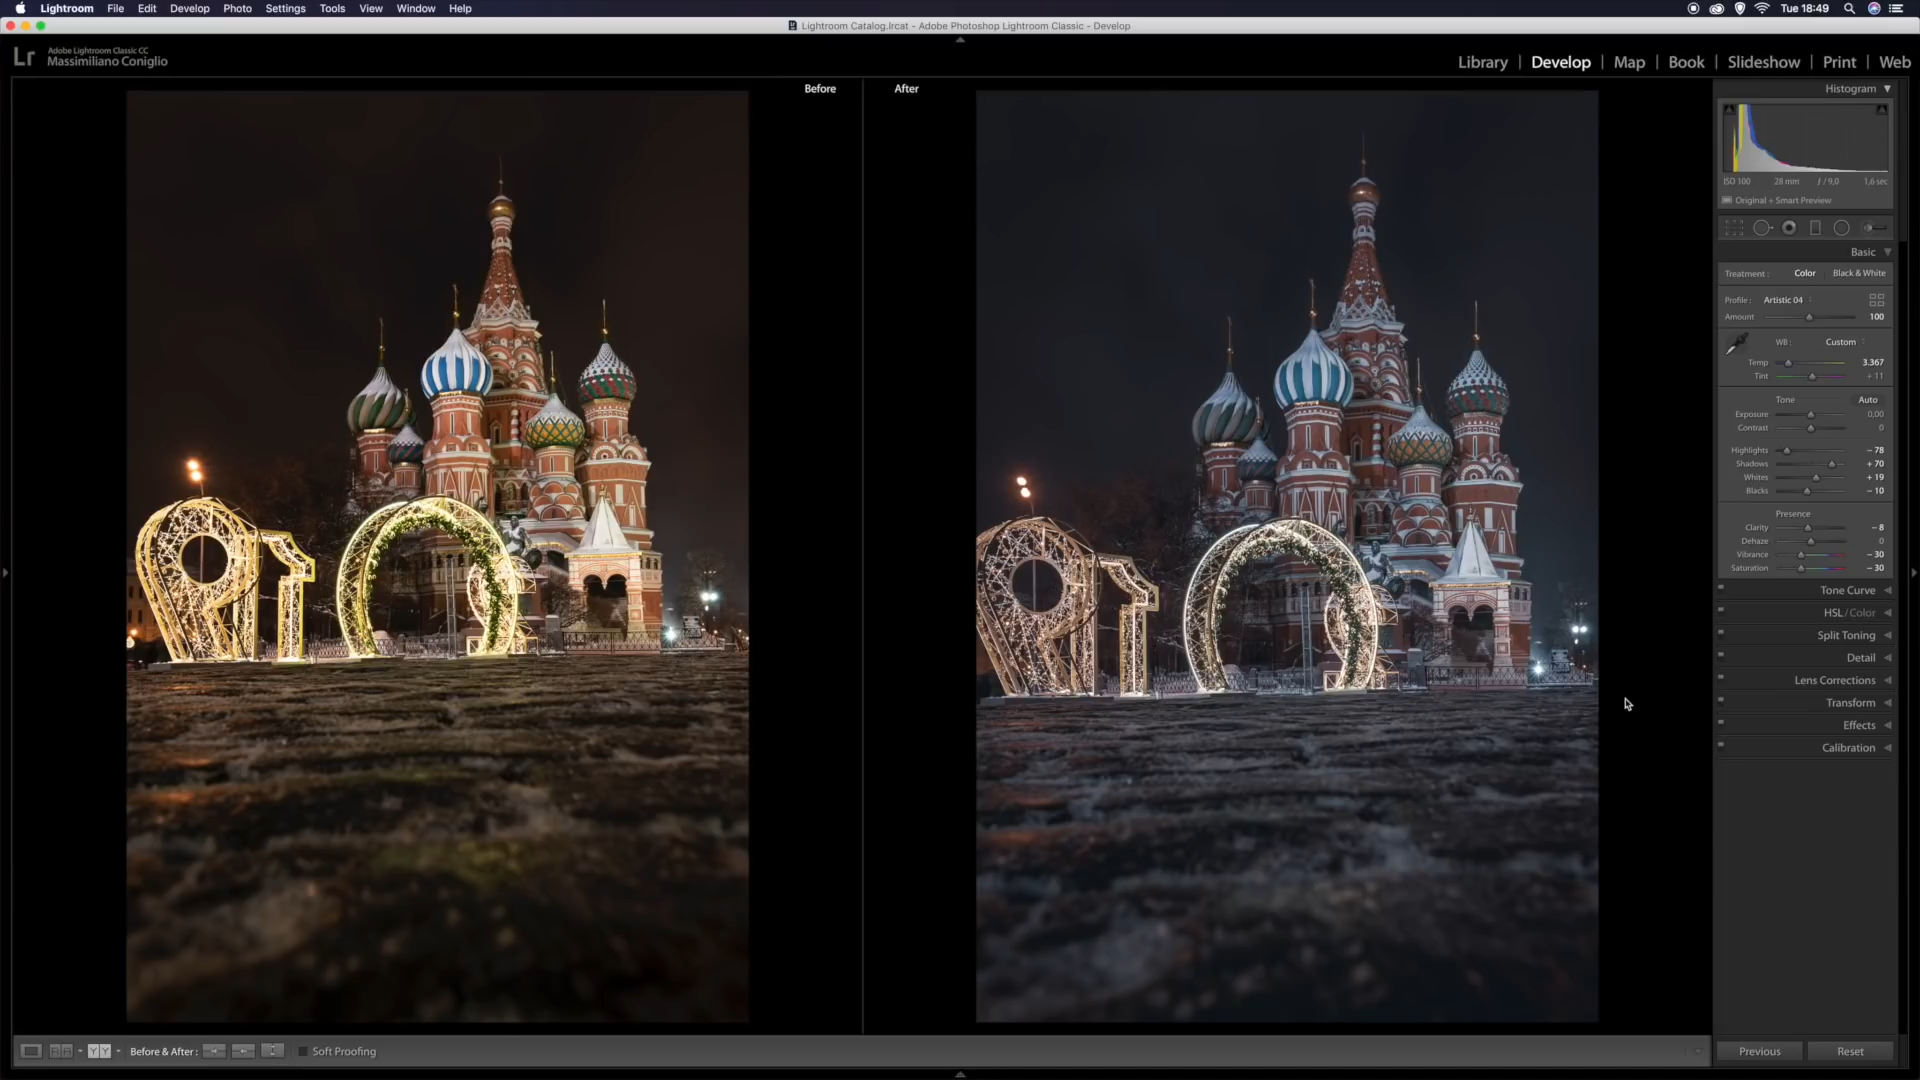 Lightroom File Edit Develop Photo Settings Tools View Window Help Tue 18:49
Lightroom Catalog.lrcat - Adobe Photoshop Lightroom Classic - Develop
Lr
Adobe Lightroom Classic CC
Massimiliano Coniglio
Library | Develop | Map | Book | Slideshow | Print | Web
Before After
Histogram
ISO 100 28 mm ƒ / 9,0 1,6 sec
Original + Smart Preview
Basic
Treatment : Color Black & White
Profile : Artistic 04
Amount 100
WB : Custom
Temp 3.367
Tint + 11
Tone Auto
Exposure 0,00
Contrast 0
Highlights − 78
Shadows + 70
Whites + 19
Blacks − 10
Presence
Clarity − 8
Dehaze 0
Vibrance − 30
Saturation − 30
Tone Curve
HSL / Color
Split Toning
Detail
Lens Corrections
Transform
Effects
Calibration
Y Y Before & After : Soft Proofing
Previous Reset